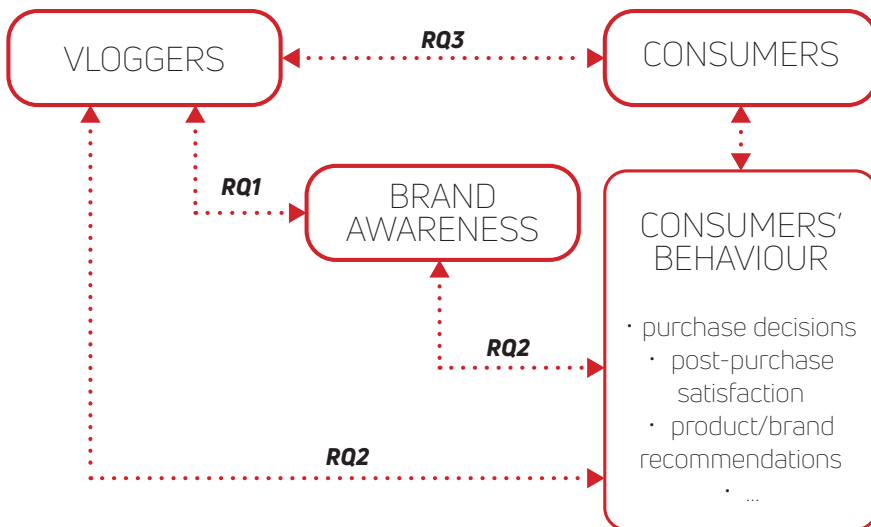 VLOGGERS
RQ3
CONSUMERS
RQ1
BRAND
AWARENESS
CONSUMERS'
BEHAVIOUR
· purchase decisions
· post-purchase
satisfaction
· product/brand
recommendations
· ...
RQ2
RQ2